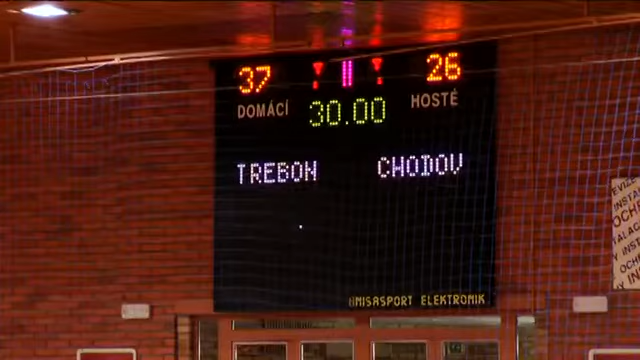 37 II 26
DOMÁCÍ 30.00 HOSTÉ
TREBON CHODOV
UNISASPORT ELEKTRONIK